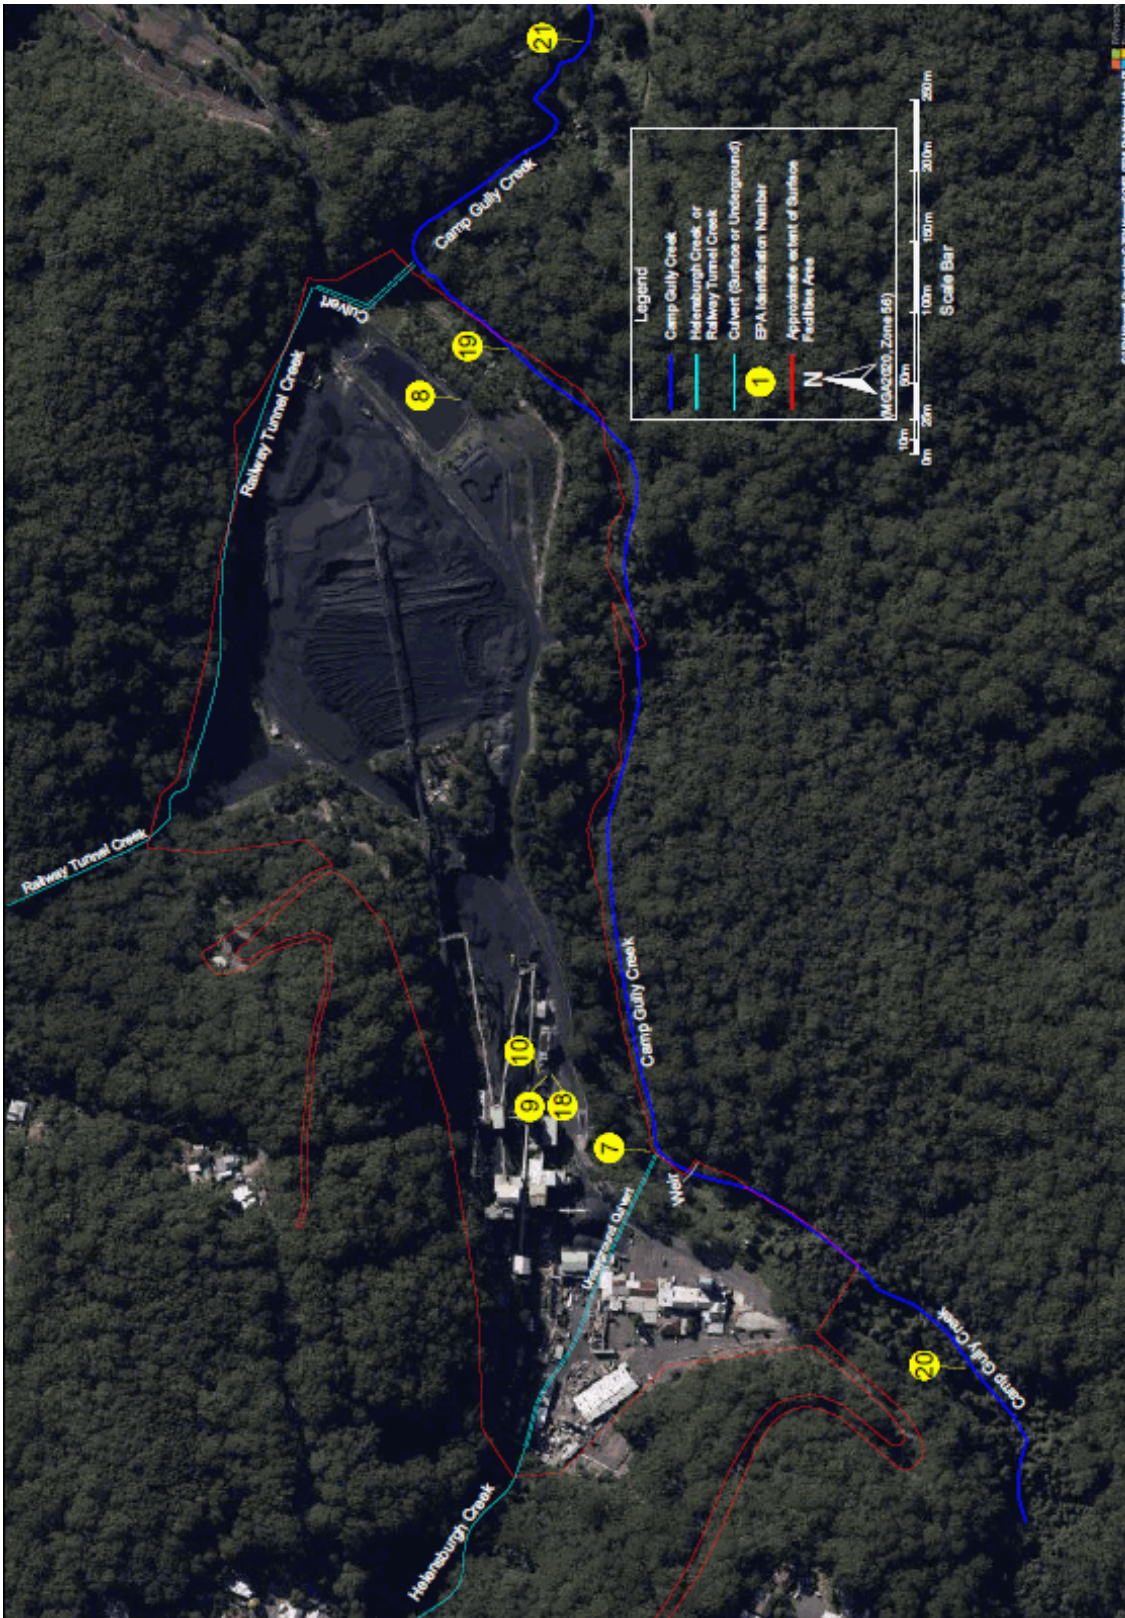 Railway Tunnel Creek
Railway Tunnel Creek
Culvert
Camp Gully Creek
21
19
8
10
9
18
7
Camp Gully Creek
Weir
Underground Culvert
Helensburgh Creek
20
Camp Gully Creek
Legend
Camp Gully Creek
Helensburgh Creek or
Railway Tunnel Creek
Culvert (Surface or Underground)
1
EPA Identification Number
Approximate extent of Surface
Facilities Area
N
(MGA2020, Zone 56)
0m
10m
25m
50m
100m
150m
200m
250m
Scale Bar